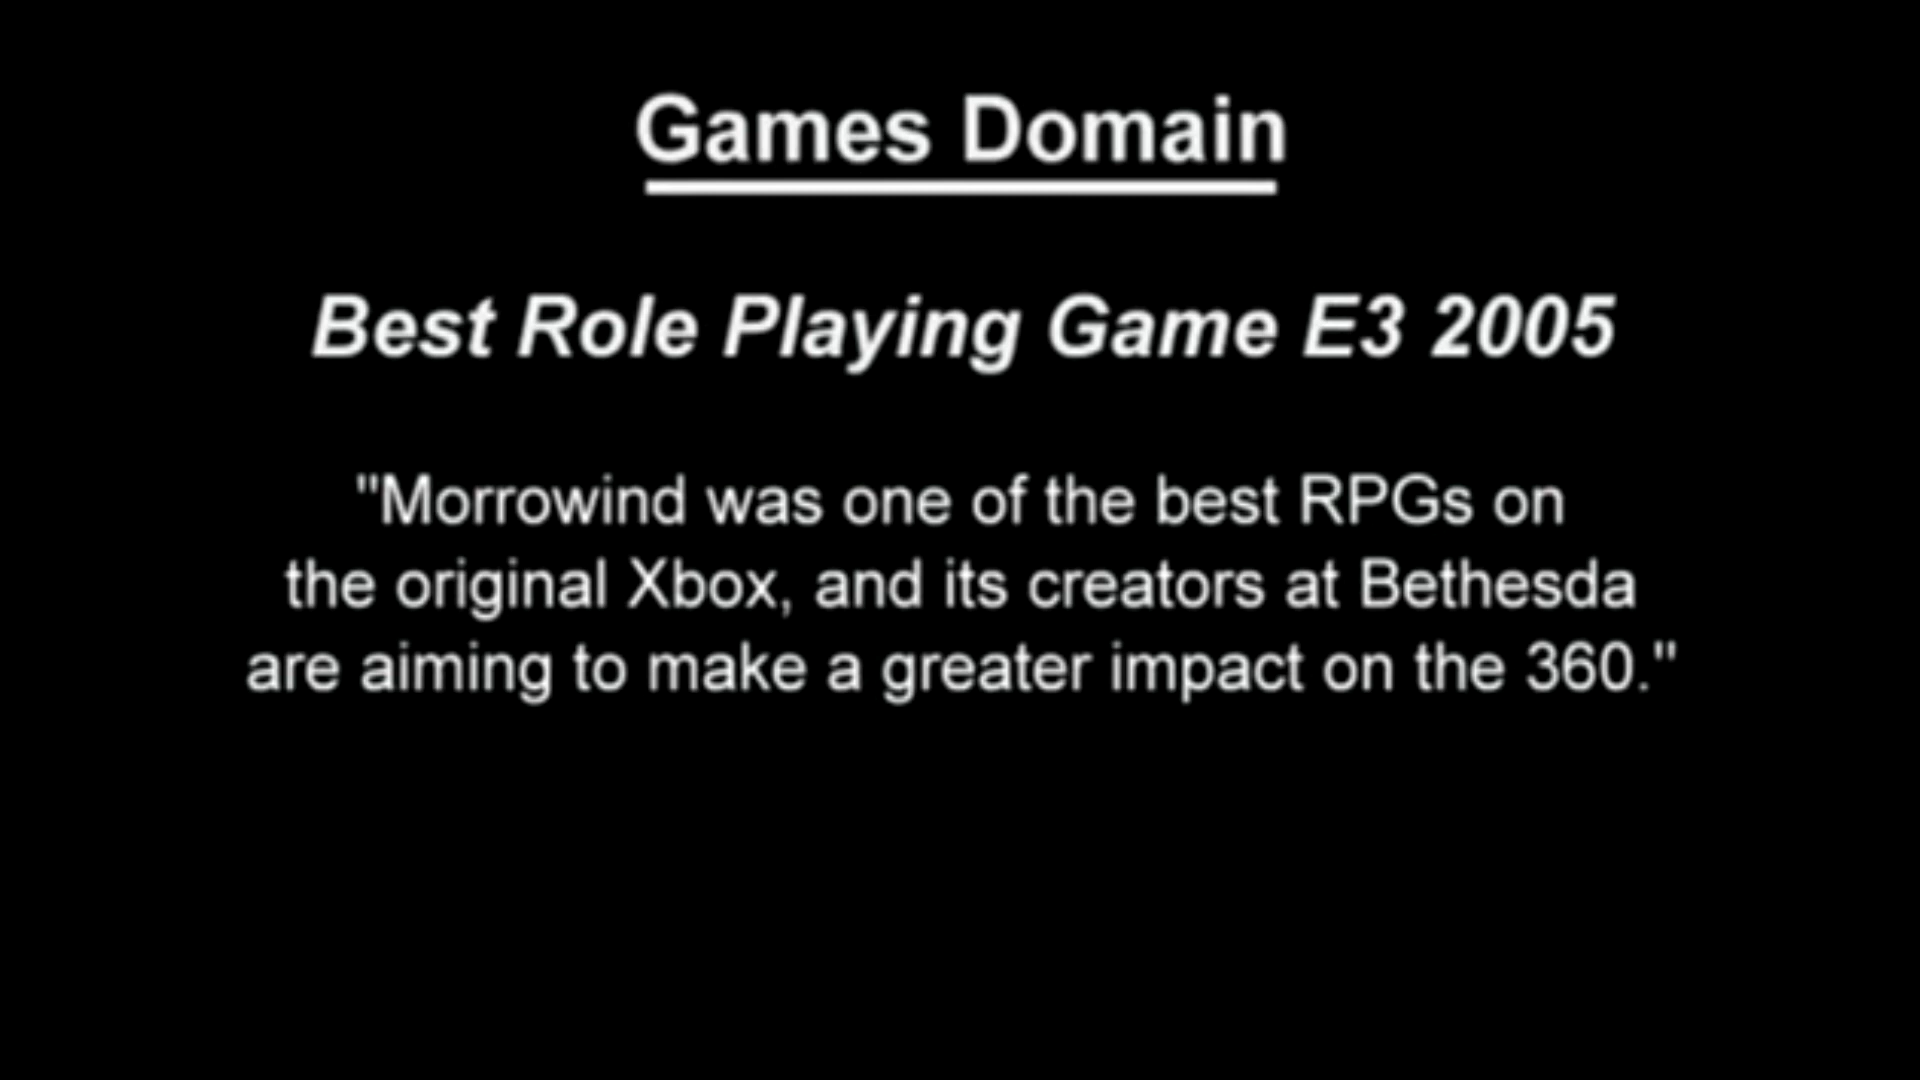 Games Domain
Best Role Playing Game E3 2005
"Morrowind was one of the best RPGs on
the original Xbox, and its creators at Bethesda
are aiming to make a greater impact on the 360."